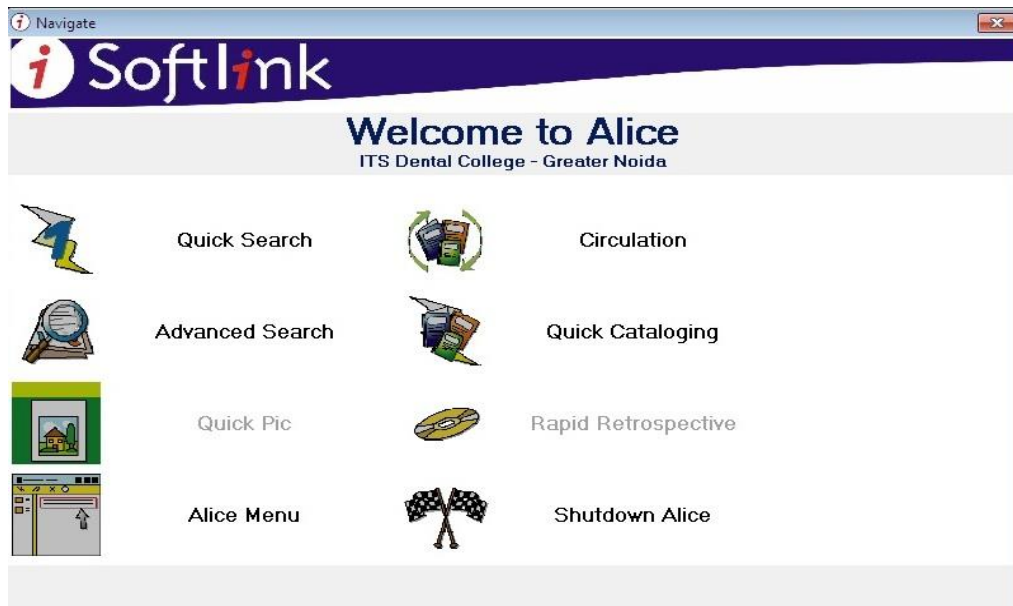 Navigate
i Softlink
Welcome to Alice
ITS Dental College - Greater Noida
Quick Search
Circulation
Advanced Search
Quick Cataloging
Quick Pic
Rapid Retrospective
Alice Menu
Shutdown Alice